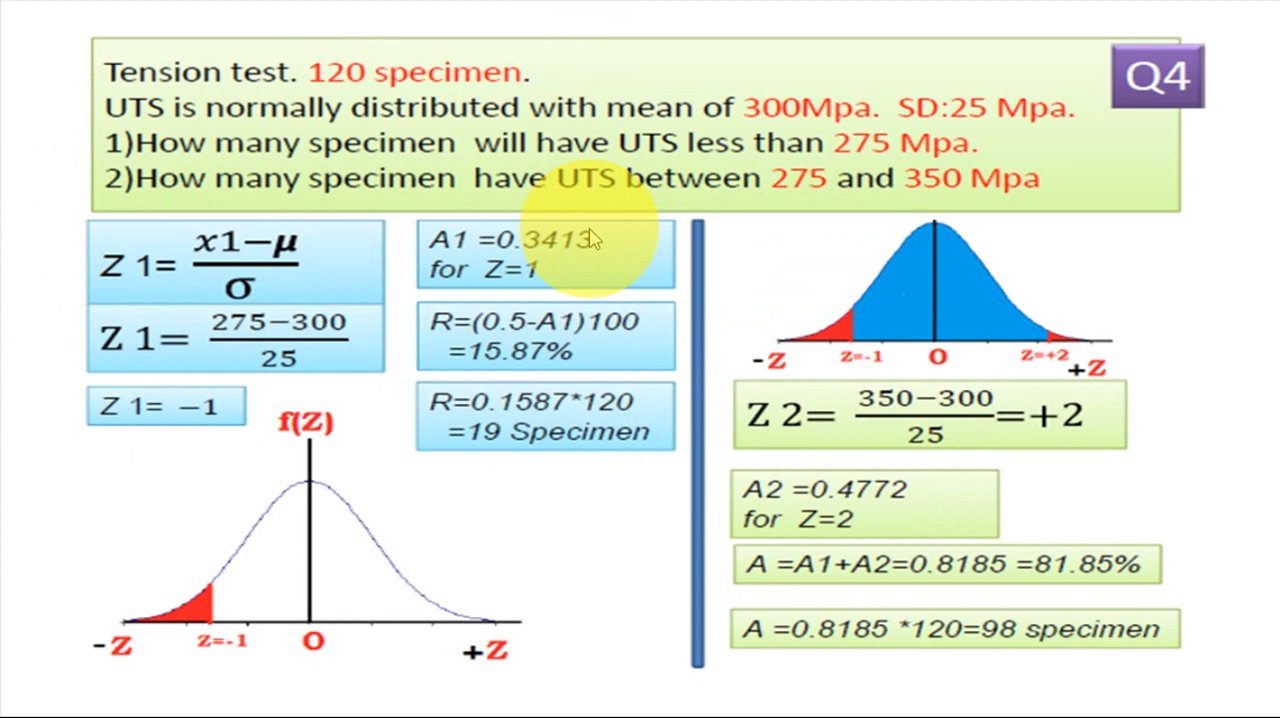 Tension test. 120 specimen.
Q4
UTS is normally distributed with mean of 300Mpa. SD:25 Mpa.
1)How many specimen will have UTS less than 275 Mpa.
2)How many specimen have UTS between 275 and 350 Mpa
Z 1= x1−μ / σ
Z 1= 275−300 / 25
Z 1= −1
A1 =0.3413
for Z=1
R=(0.5-A1)100
=15.87%
R=0.1587*120
=19 Specimen
f(Z)
-Z
Z=-1
O
+Z
-Z
Z=-1
O
Z=+2
+Z
Z 2= 350−300 / 25 =+2
A2 =0.4772
for Z=2
A =A1+A2=0.8185 =81.85%
A =0.8185 *120=98 specimen